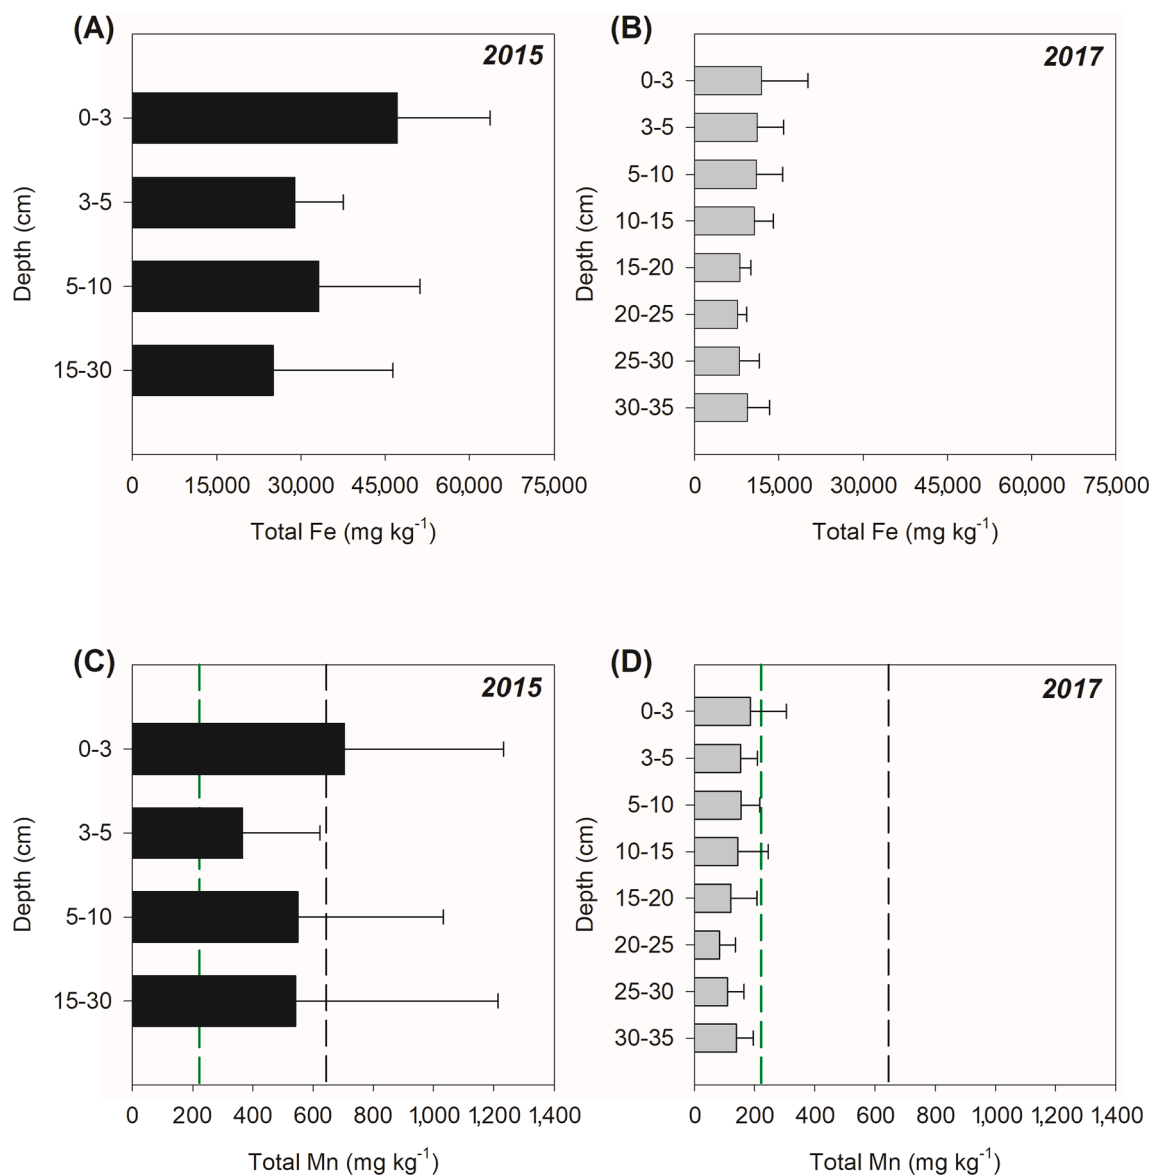 (A)
2015
0-3
3-5
5-10
15-30
Depth (cm)
0 15,000 30,000 45,000 60,000 75,000
Total Fe (mg kg-1)
(B)
2017
0-3
3-5
5-10
10-15
15-20
20-25
25-30
30-35
Depth (cm)
0 15,000 30,000 45,000 60,000 75,000
Total Fe (mg kg-1)
(C)
2015
0-3
3-5
5-10
15-30
Depth (cm)
0 200 400 600 800 1,000 1,200 1,400
Total Mn (mg kg-1)
(D)
2017
0-3
3-5
5-10
10-15
15-20
20-25
25-30
30-35
Depth (cm)
0 200 400 600 800 1,000 1,200 1,400
Total Mn (mg kg-1)